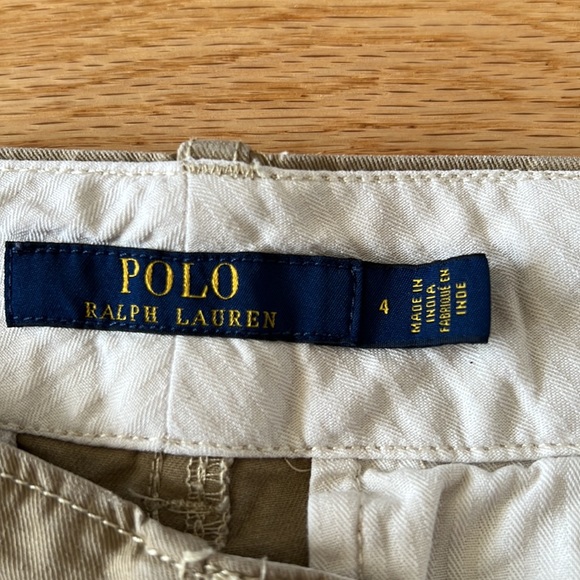 POLO
RALPH LAUREN
4
MADE IN
INDIA
FABRIQUÉ EN
INDE